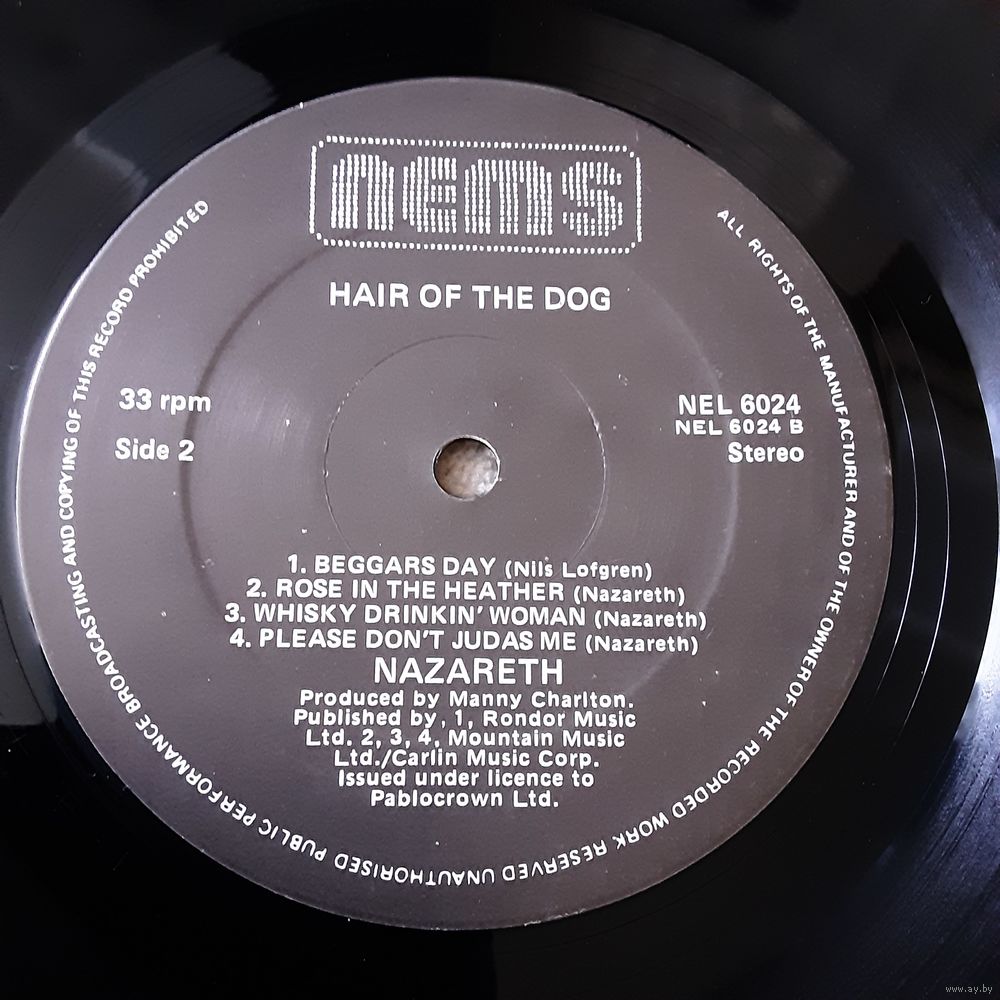 nems
HAIR OF THE DOG
33 rpm
Side 2
NEL 6024
NEL 6024 B
Stereo
1. BEGGARS DAY (Nils Lofgren)
2. ROSE IN THE HEATHER (Nazareth)
3. WHISKY DRINKIN' WOMAN (Nazareth)
4. PLEASE DON'T JUDAS ME (Nazareth)
NAZARETH
Produced by Manny Charlton.
Published by, 1, Rondor Music
Ltd. 2, 3, 4, Mountain Music
Ltd./Carlin Music Corp.
Issued under licence to
Pablocrown Ltd.
ALL RIGHTS OF THE MANUFACTURER AND OF THE OWNER OF THE RECORDED WORK RESERVED UNAUTHORISED PUBLIC PERFORMANCE BROADCASTING AND COPYING OF THIS RECORD PROHIBITED
www.ay.by